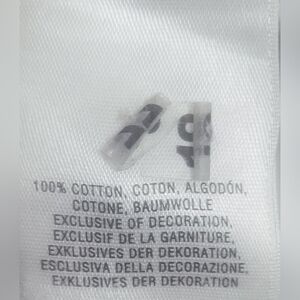 100% COTTON, COTON, ALGODÓN,
COTONE, BAUMWOLLE
EXCLUSIVE OF DECORATION,
EXCLUSIF DE LA GARNITURE,
EXKLUSIVES DER DEKORATION,
ESCLUSIVA DELLA DECORAZIONE,
EXKLUSIVES DER DEKORATION